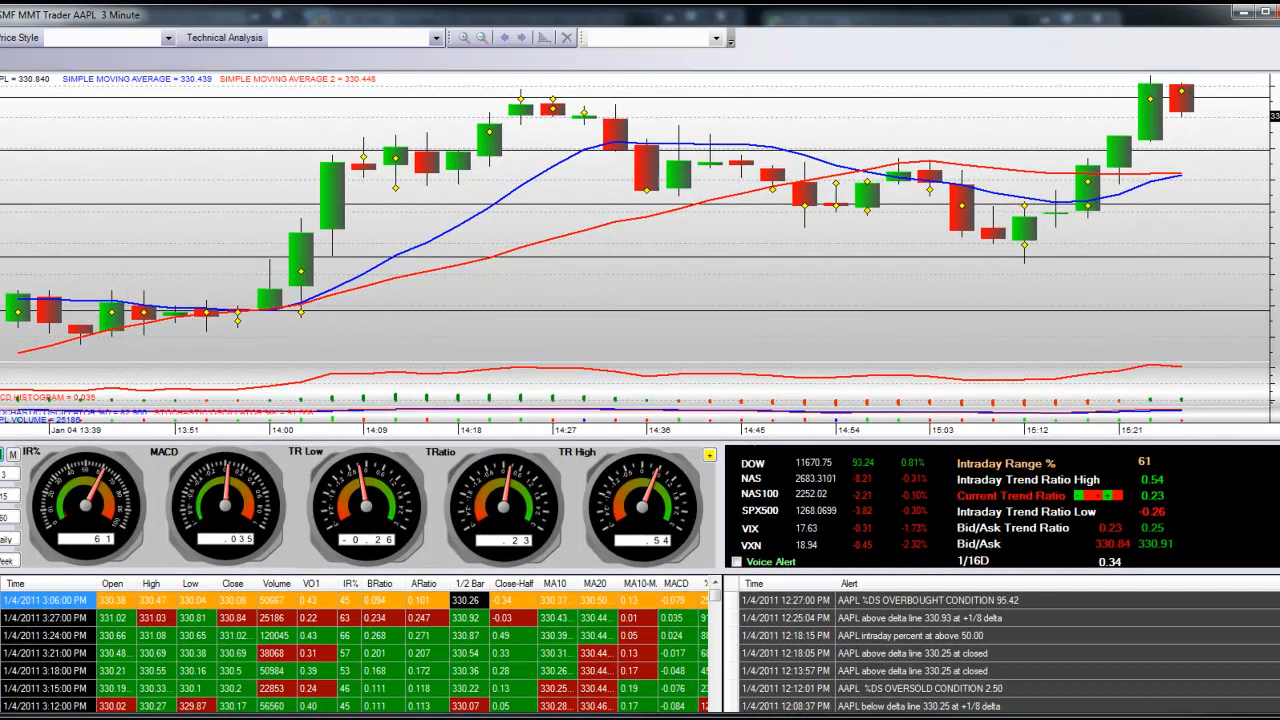 SMF MMT Trader AAPL 3 Minute
Price Style Technical Analysis
PL = 330.840 SIMPLE MOVING AVERAGE = 330.439 SIMPLE MOVING AVERAGE 2 = 330.448
33
CD HISTOGRAM = 0.035
PL VOLUME = 25186
Jan 04 13:39 13:51 14:00 14:09 14:18 14:27 14:36 14:45 14:54 15:03 15:12 15:21
M IR% MACD TR Low TRatio TR High
3
15
60
aily
eek
61 .035 -0.26 .23 .54
DOW 11670.75 93.24 0.81%
NAS 2683.3101 -8.21 -0.31%
NAS100 2252.02 -2.21 -0.10%
SPX500 1268.0699 -3.82 -0.30%
VIX 17.63 -0.31 -1.73%
VXN 18.94 -0.45 -2.32%
Voice Alert
Intraday Range % 61
Intraday Trend Ratio High 0.54
Current Trend Ratio 0.23
Intraday Trend Ratio Low -0.26
Bid/Ask Trend Ratio 0.23 0.25
Bid/Ask 330.84 330.91
1/16D 0.34
Time Open High Low Close Volume VO1 IR% BRatio ARatio 1/2 Bar Close-Half MA10 MA20 MA10-M. MACD %
1/4/2011 3:06:00 PM 330.38 330.47 330.04 330.08 50667 0.43 45 0.094 0.101 330.26 -0.34 330.37... 330.50... 0.13 -0.079
1/4/2011 3:27:00 PM 331.02 331.03 330.81 330.84 25186 0.22 63 0.234 0.247 330.92 -0.03 330.43... 330.44... 0.01 0.035
1/4/2011 3:24:00 PM 330.66 331.08 330.65 331.02... 120045 0.43 66 0.268 0.271 330.87 0.49 330.39... 330.44... 0.05 0.024
1/4/2011 3:21:00 PM 330.48... 330.69 330.38 330.69 38068 0.31 57 0.201 0.207 330.54 0.33 330.31... 330.44... 0.13 -0.017
1/4/2011 3:18:00 PM 330.21 330.55 330.16 330.5 50984 0.39 53 0.168 0.172 330.36 0.28 330.26... 330.44... 0.17 -0.048
1/4/2011 3:15:00 PM 330.19... 330.33 330.1 330.2 22853 0.24 46 0.111 0.118 330.22 0.13 330.25... 330.44... 0.19 -0.076
1/4/2011 3:12:00 PM 330.02 330.27 329.87 330.17 56560 0.40 46 0.111 0.113 330.07 0.10 330.28... 330.46... 0.17 -0.084
Time Alert
1/4/2011 12:27:00 PM AAPL %DS OVERBOUGHT CONDITION 95.42
1/4/2011 12:25:04 PM AAPL above delta line 330.93 at +1/8 delta
1/4/2011 12:18:15 PM AAPL intraday percent at above 50.00
1/4/2011 12:18:05 PM AAPL above delta line 330.25 at closed
1/4/2011 12:13:57 PM AAPL above delta line 330.25 at closed
1/4/2011 12:12:01 PM AAPL %DS OVERSOLD CONDITION 2.50
1/4/2011 12:08:37 PM AAPL below delta line 330.25 at +1/8 delta